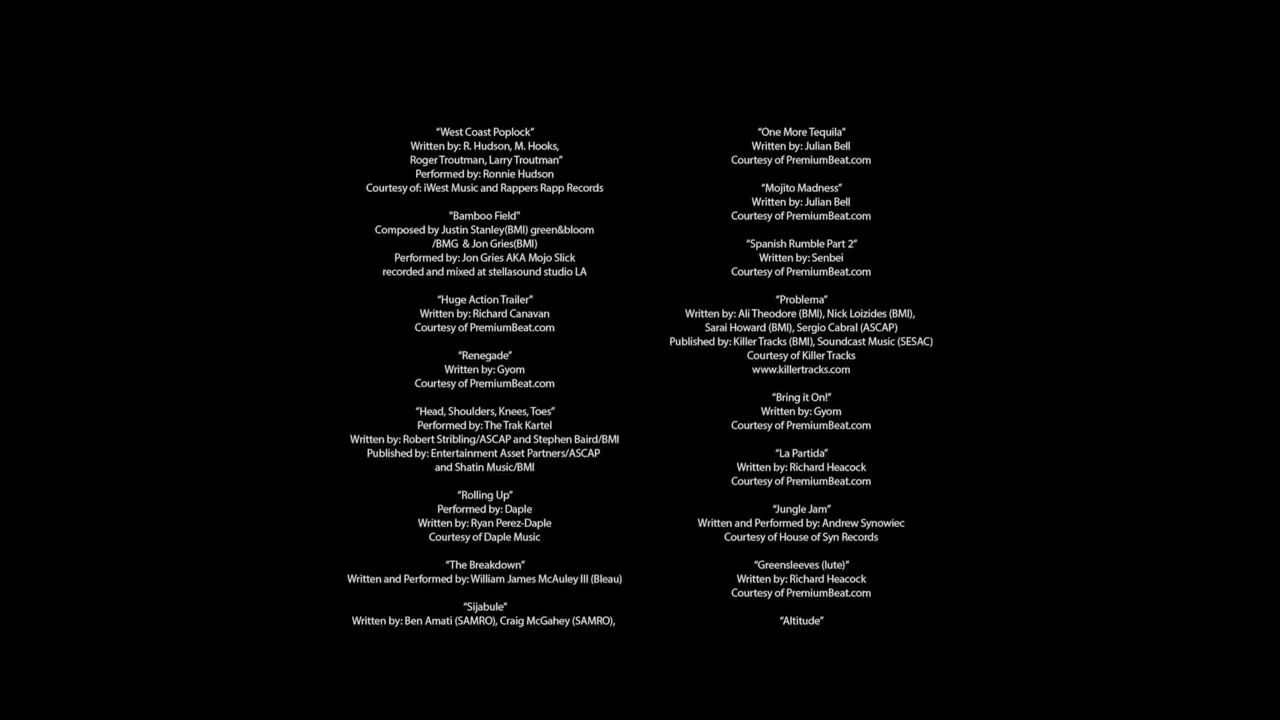 “West Coast Poplock”
Written by: R. Hudson, M. Hooks,
Roger Troutman, Larry Troutman”
Performed by: Ronnie Hudson
Courtesy of: iWest Music and Rappers Rapp Records
"Bamboo Field"
Composed by Justin Stanley(BMI) green&bloom
/BMG & Jon Gries(BMI)
Performed by: Jon Gries AKA Mojo Slick
recorded and mixed at stellasound studio LA
“Huge Action Trailer”
Written by: Richard Canavan
Courtesy of PremiumBeat.com
“Renegade”
Written by: Gyom
Courtesy of PremiumBeat.com
“Head, Shoulders, Knees, Toes”
Performed by: The Trak Kartel
Written by: Robert Stribling/ASCAP and Stephen Baird/BMI
Published by: Entertainment Asset Partners/ASCAP
and Shatin Music/BMI
“Rolling Up”
Performed by: Daple
Written by: Ryan Perez-Daple
Courtesy of Daple Music
“The Breakdown”
Written and Performed by: William James McAuley III (Bleau)
“Sijabule”
Written by: Ben Amati (SAMRO), Craig McGahey (SAMRO),
“One More Tequila”
Written by: Julian Bell
Courtesy of PremiumBeat.com
“Mojito Madness”
Written by: Julian Bell
Courtesy of PremiumBeat.com
“Spanish Rumble Part 2”
Written by: Senbei
Courtesy of PremiumBeat.com
“Problema”
Written by: Ali Theodore (BMI), Nick Loizides (BMI),
Sarai Howard (BMI), Sergio Cabral (ASCAP)
Published by: Killer Tracks (BMI), Soundcast Music (SESAC)
Courtesy of Killer Tracks
www.killertracks.com
“Bring it On!”
Written by: Gyom
Courtesy of PremiumBeat.com
“La Partida”
Written by: Richard Heacock
Courtesy of PremiumBeat.com
“Jungle Jam”
Written and Performed by: Andrew Synowiec
Courtesy of House of Syn Records
“Greensleeves (lute)”
Written by: Richard Heacock
Courtesy of PremiumBeat.com
“Altitude”